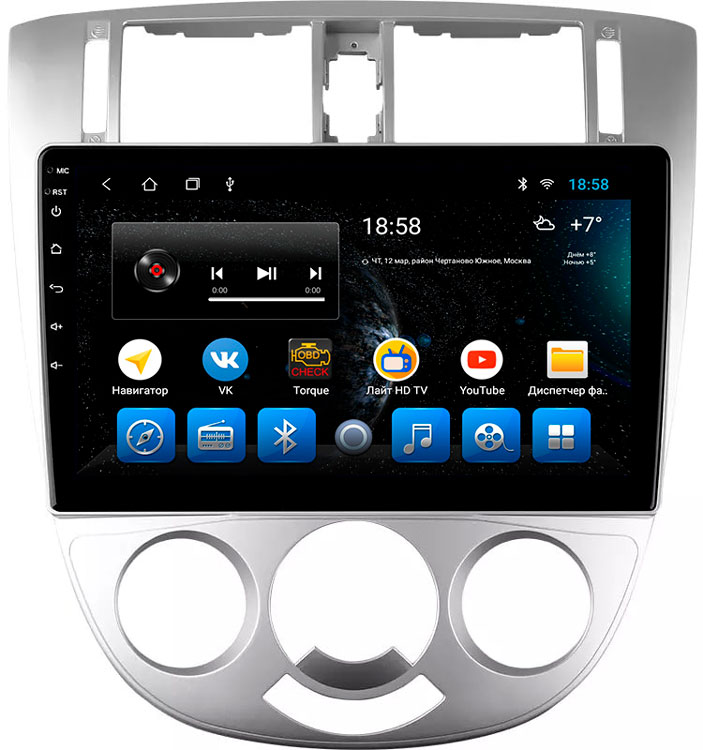 MIC
18:58
RST
18:58
+7°
ЧТ, 12 мар, район Чертаново Южное, Москва
Днём +8°
Ночью +5°
0:00
0:00
OBD
CHECK
Навигатор
VK
Torque
Лайт HD TV
YouTube
Диспетчер фа..